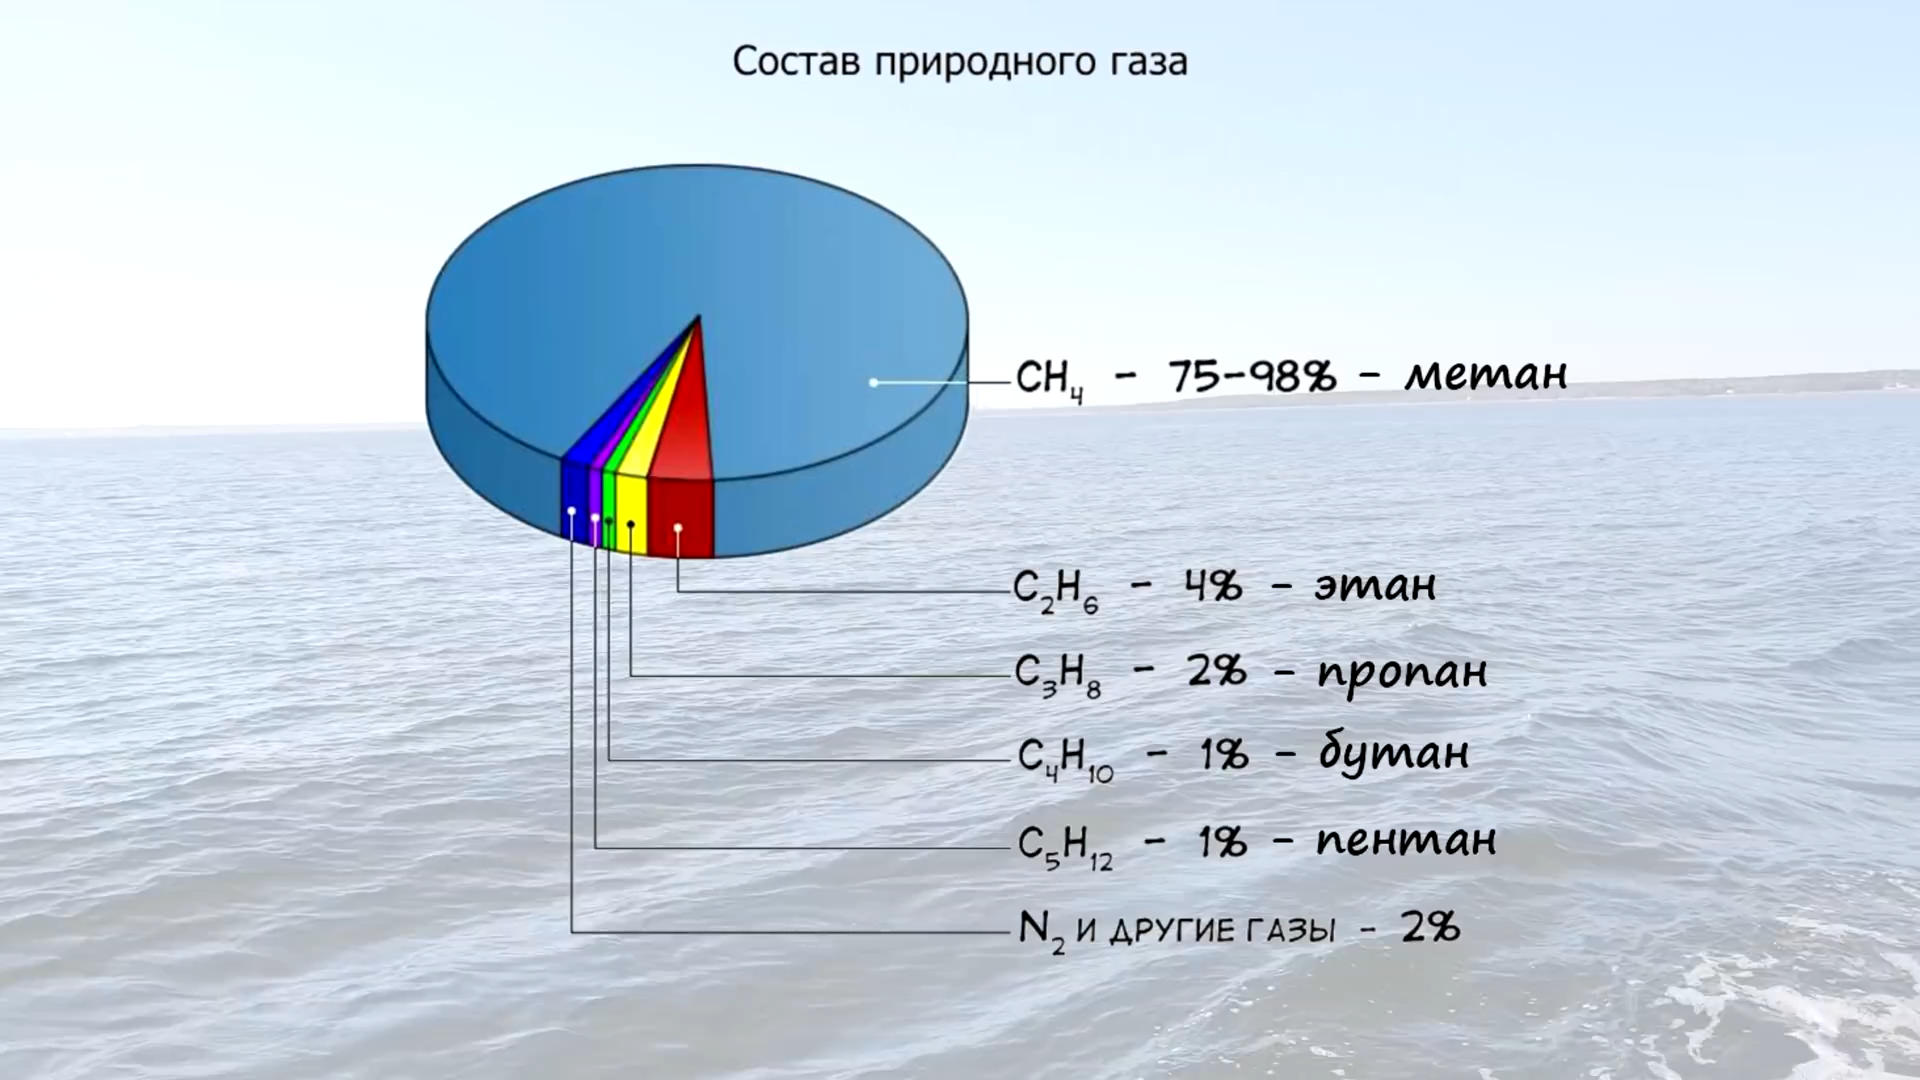 Состав природного газа
CH₄ - 75-98% - метан
C₂H₆ - 4% - этан
C₃H₈ - 2% - пропан
C₄H₁₀ - 1% - бутан
C₅H₁₂ - 1% - пентан
N₂ И ДРУГИЕ ГАЗЫ - 2%